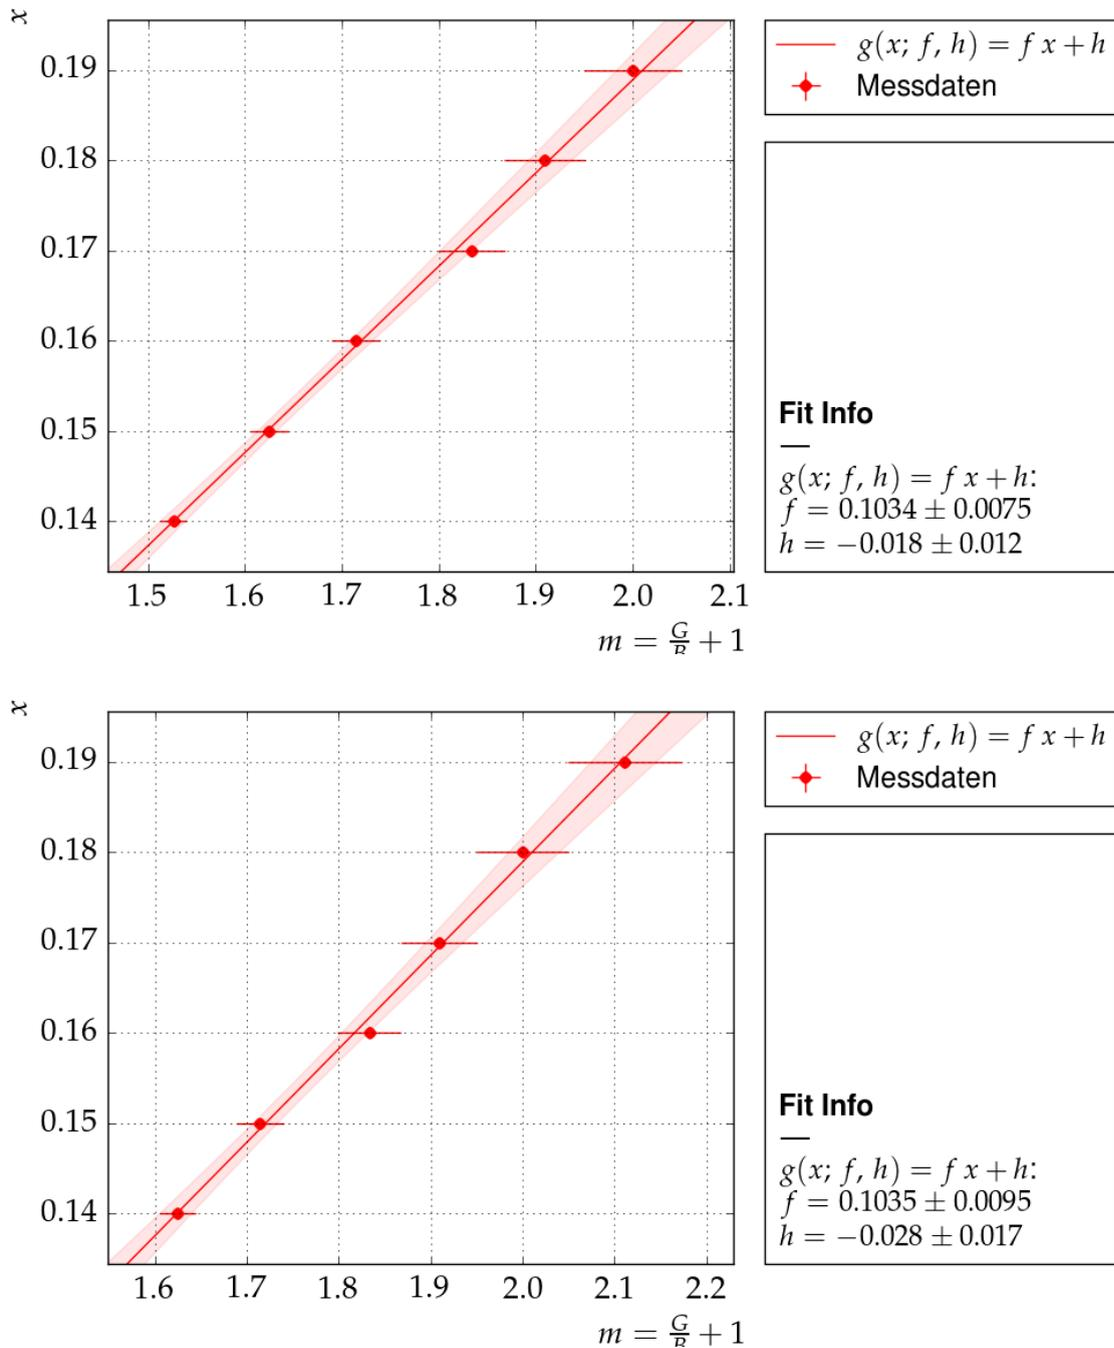 x
0.19
0.18
0.17
0.16
0.15
0.14
1.5 1.6 1.7 1.8 1.9 2.0 2.1
m = G/B + 1
g(x; f, h) = f x + h
Messdaten
Fit Info
g(x; f, h) = f x + h:
f = 0.1034 ± 0.0075
h = −0.018 ± 0.012
x
0.19
0.18
0.17
0.16
0.15
0.14
1.6 1.7 1.8 1.9 2.0 2.1 2.2
m = G/B + 1
g(x; f, h) = f x + h
Messdaten
Fit Info
g(x; f, h) = f x + h:
f = 0.1035 ± 0.0095
h = −0.028 ± 0.017